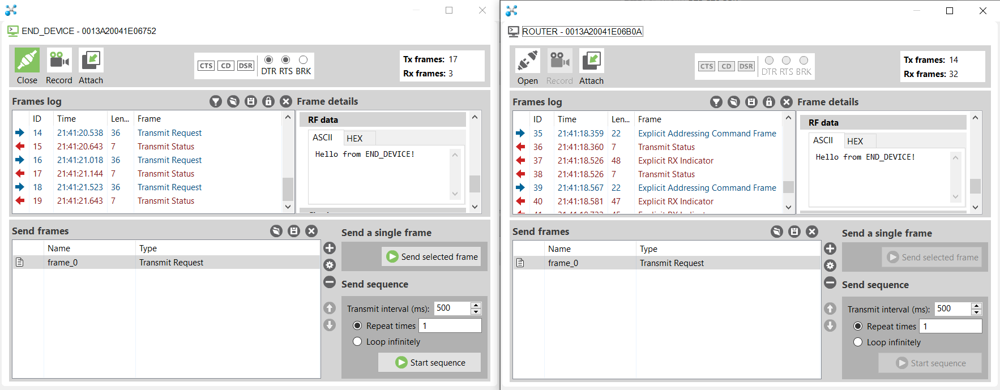 END_DEVICE - 0013A20041E06752
Close Record Attach
CTS CD DSR DTR RTS BRK
Tx frames: 17
Rx frames: 3
Frames log
ID Time Len... Frame
14 21:41:20.538 36 Transmit Request
15 21:41:20.643 7 Transmit Status
16 21:41:21.018 36 Transmit Request
17 21:41:21.144 7 Transmit Status
18 21:41:21.523 36 Transmit Request
19 21:41:21.643 7 Transmit Status
Frame details
RF data
ASCII HEX
Hello from END_DEVICE!
Send frames
Name Type
frame_0 Transmit Request
Send a single frame
Send selected frame
Send sequence
Transmit interval (ms): 500
Repeat times 1
Loop infinitely
Start sequence
ROUTER - 0013A20041E06B0A
Open Record Attach
CTS CD DSR DTR RTS BRK
Tx frames: 14
Rx frames: 32
Frames log
ID Time Len... Frame
35 21:41:18.359 22 Explicit Addressing Command Frame
36 21:41:18.360 7 Transmit Status
37 21:41:18.526 48 Explicit RX Indicator
38 21:41:18.526 7 Transmit Status
39 21:41:18.567 22 Explicit Addressing Command Frame
40 21:41:18.581 47 Explicit RX Indicator
Frame details
RF data
ASCII HEX
Hello from END_DEVICE!
Send frames
Name Type
frame_0 Transmit Request
Send a single frame
Send selected frame
Send sequence
Transmit interval (ms): 500
Repeat times 1
Loop infinitely
Start sequence